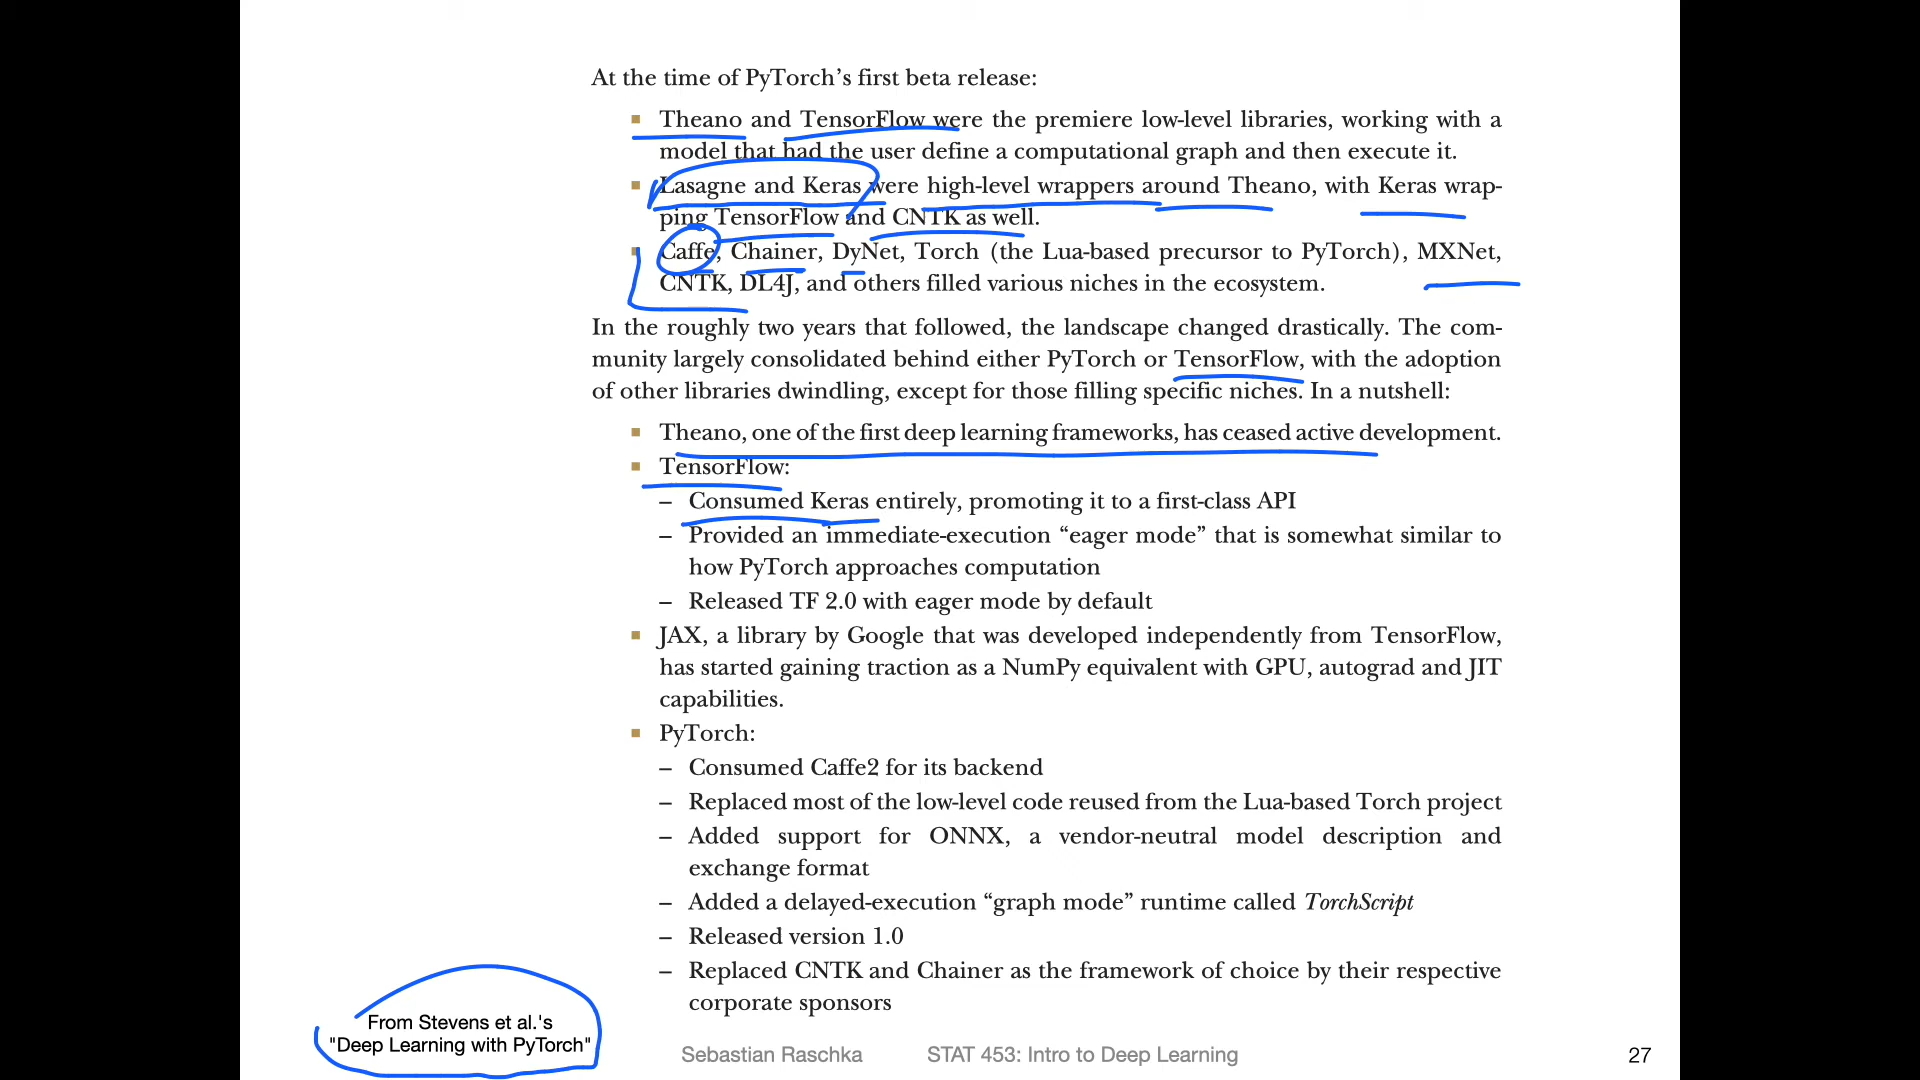 At the time of PyTorch’s first beta release:
■ Theano and TensorFlow were the premiere low-level libraries, working with a
model that had the user define a computational graph and then execute it.
■ Lasagne and Keras were high-level wrappers around Theano, with Keras wrap-
ping TensorFlow and CNTK as well.
■ Caffe, Chainer, DyNet, Torch (the Lua-based precursor to PyTorch), MXNet,
CNTK, DL4J, and others filled various niches in the ecosystem.
In the roughly two years that followed, the landscape changed drastically. The com-
munity largely consolidated behind either PyTorch or TensorFlow, with the adoption
of other libraries dwindling, except for those filling specific niches. In a nutshell:
■ Theano, one of the first deep learning frameworks, has ceased active development.
■ TensorFlow:
– Consumed Keras entirely, promoting it to a first-class API
– Provided an immediate-execution “eager mode” that is somewhat similar to
how PyTorch approaches computation
– Released TF 2.0 with eager mode by default
■ JAX, a library by Google that was developed independently from TensorFlow,
has started gaining traction as a NumPy equivalent with GPU, autograd and JIT
capabilities.
■ PyTorch:
– Consumed Caffe2 for its backend
– Replaced most of the low-level code reused from the Lua-based Torch project
– Added support for ONNX, a vendor-neutral model description and
exchange format
– Added a delayed-execution “graph mode” runtime called TorchScript
– Released version 1.0
– Replaced CNTK and Chainer as the framework of choice by their respective
corporate sponsors
From Stevens et al.'s
"Deep Learning with PyTorch"
Sebastian Raschka STAT 453: Intro to Deep Learning 27